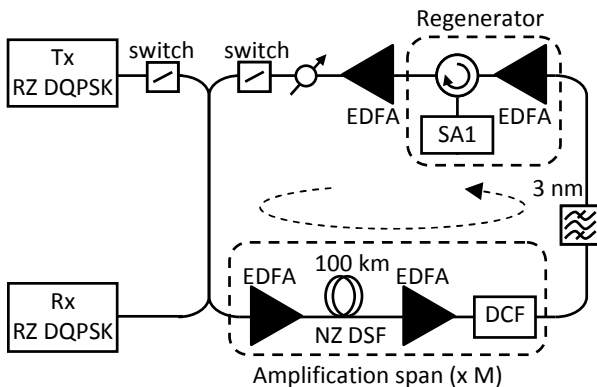 Regenerator
Tx
RZ DQPSK
switch
switch
EDFA
SA1
EDFA
3 nm
EDFA
100 km
NZ DSF
EDFA
DCF
Rx
RZ DQPSK
Amplification span (x M)